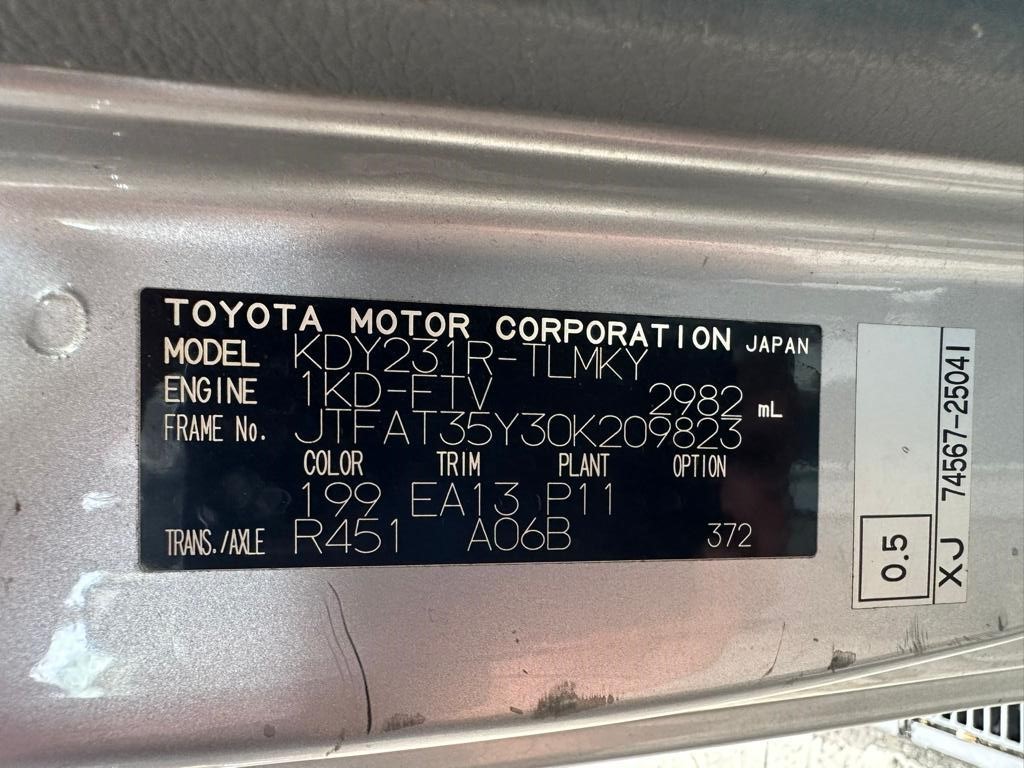 TOYOTA MOTOR CORPORATION JAPAN
MODEL KDY231R-TLMKY
ENGINE 1KD-FTV 2982 mL
FRAME No. JTFAT35Y30K209823
COLOR TRIM PLANT OPTION
199 EA13 P11
TRANS./AXLE R451 A06B 372
74567-25041
0.5 XJ